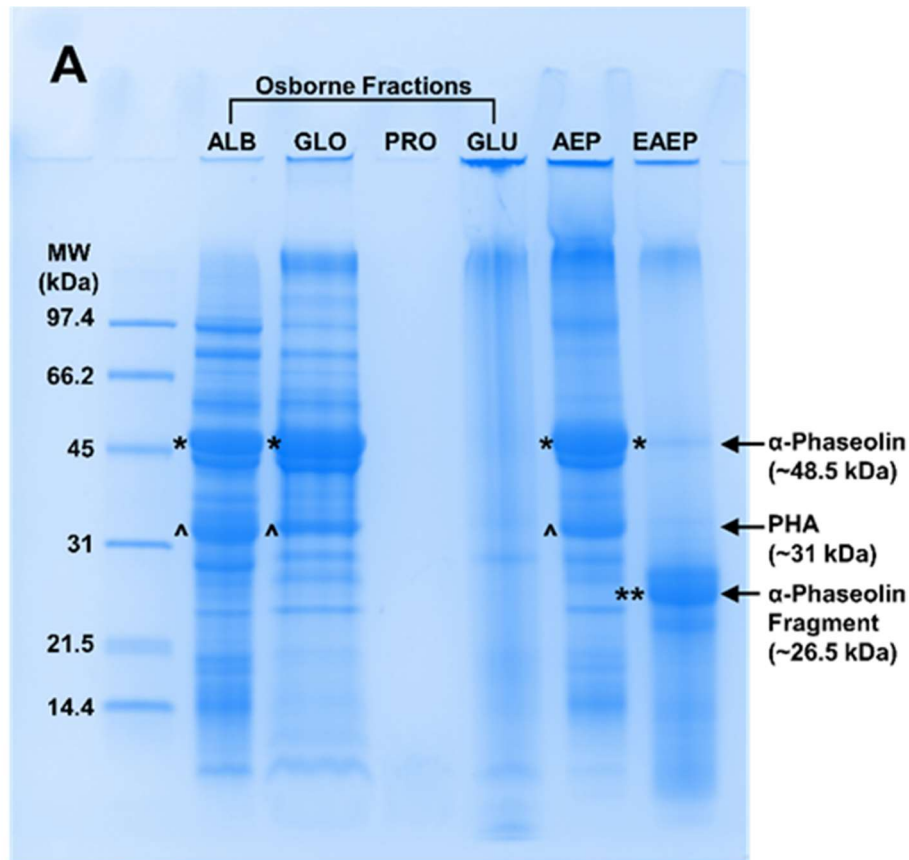 A
Osborne Fractions
ALB GLO PRO GLU AEP EAEP
MW
(kDa)
97.4
66.2
45
31
21.5
14.4
* * * *
^ ^ ^
**
α-Phaseolin
(~48.5 kDa)
PHA
(~31 kDa)
α-Phaseolin
Fragment
(~26.5 kDa)